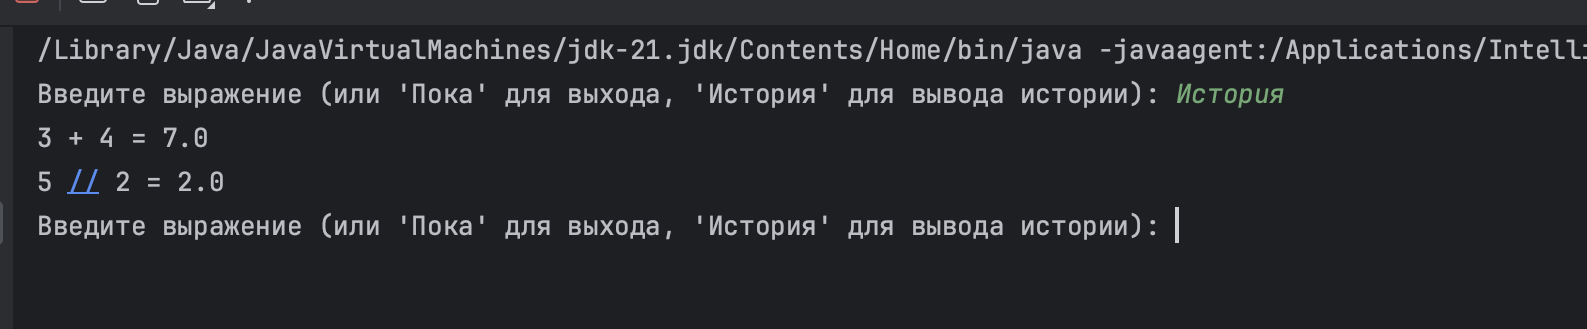 /Library/Java/JavaVirtualMachines/jdk-21.jdk/Contents/Home/bin/java -javaagent:/Applications/Intelli
Введите выражение (или 'Пока' для выхода, 'История' для вывода истории): История
3 + 4 = 7.0
5 // 2 = 2.0
Введите выражение (или 'Пока' для выхода, 'История' для вывода истории):